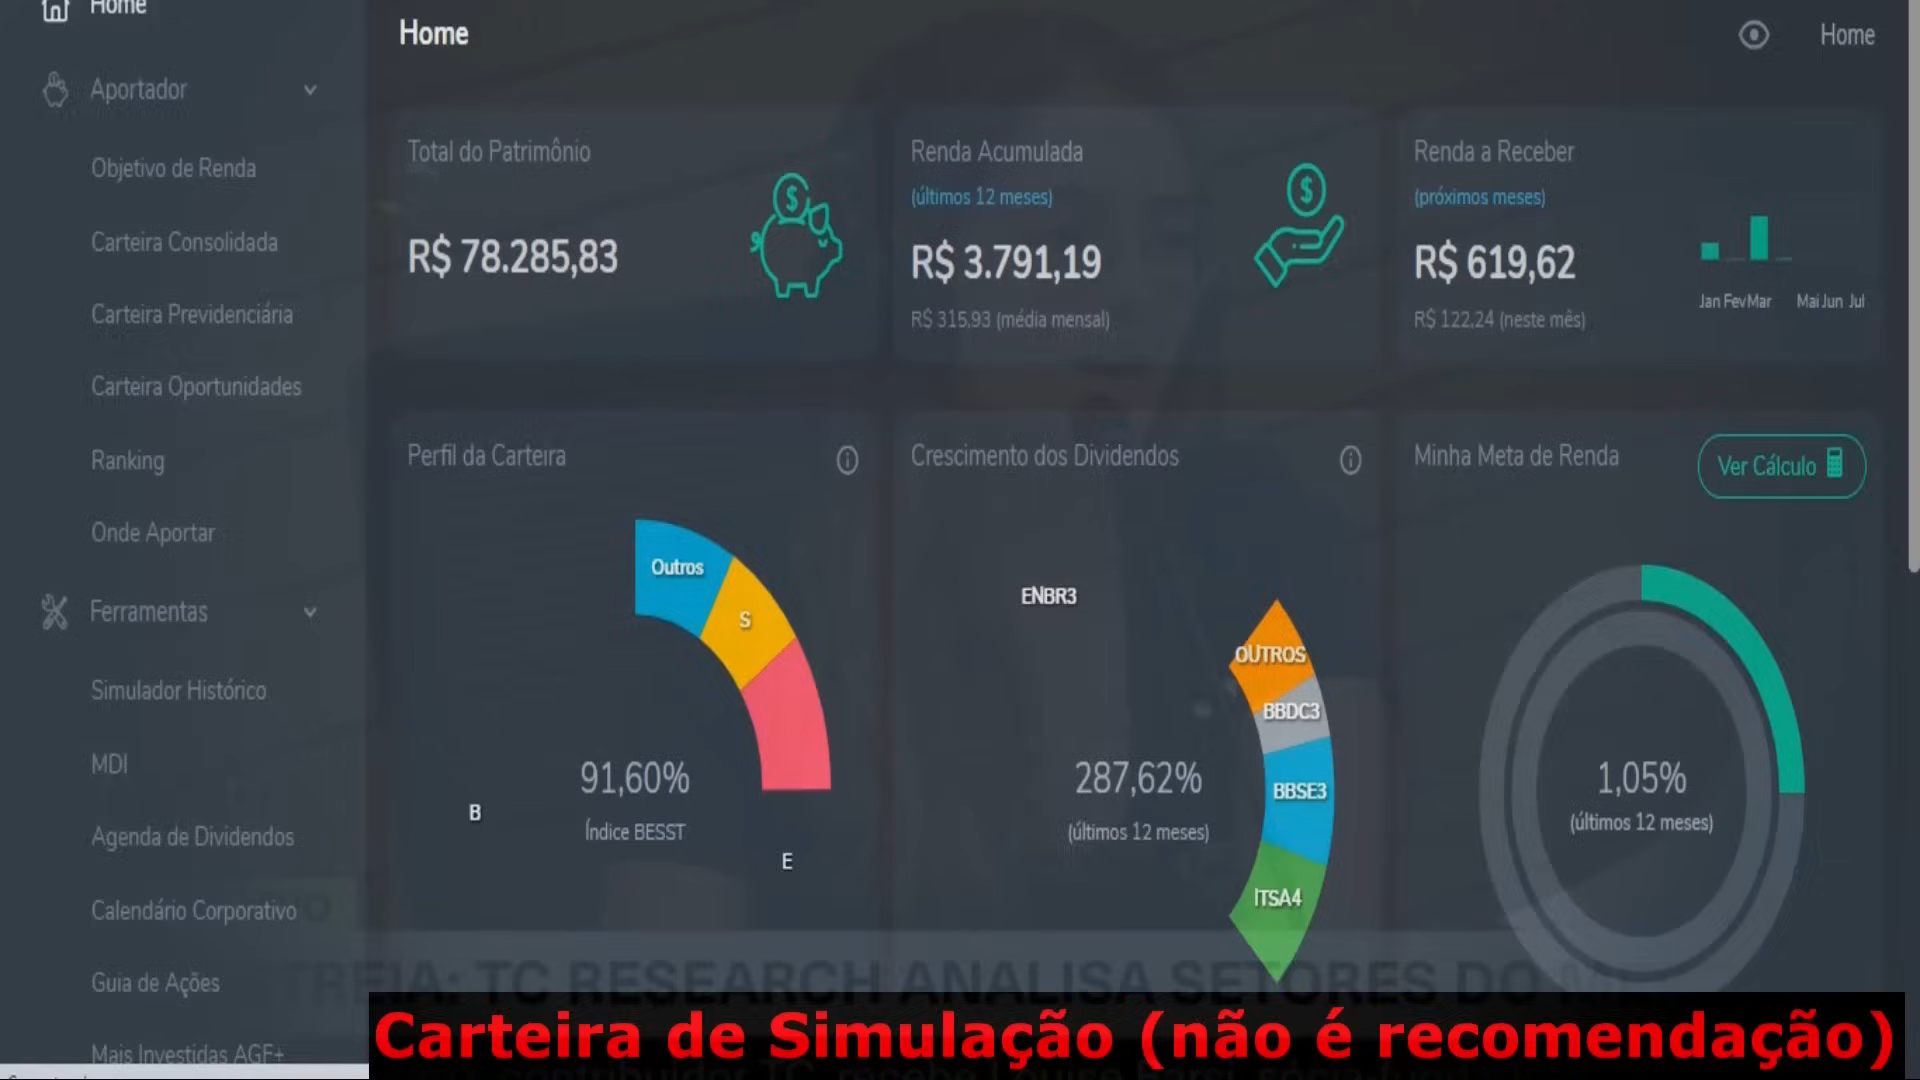 Home
Home
Home
Aportador
Objetivo de Renda
Carteira Consolidada
Carteira Previdenciária
Carteira Oportunidades
Ranking
Onde Aportar
Ferramentas
Simulador Histórico
MDI
Agenda de Dividendos
Calendário Corporativo
Guia de Ações
Mais Investidas AGF+
Total do Patrimônio
R$ 78.285,83
Renda Acumulada
(últimos 12 meses)
R$ 3.791,19
R$ 315,93 (média mensal)
Renda a Receber
(próximos meses)
R$ 619,62
R$ 122,24 (neste mês)
Jan Fev Mar Mai Jun Jul
Perfil da Carteira
Outros
S
91,60%
Índice BESST
B
E
Crescimento dos Dividendos
ENBR3
OUTROS
BBDC3
BBSE3
ITSA4
287,62%
(últimos 12 meses)
Minha Meta de Renda
Ver Cálculo
1,05%
(últimos 12 meses)
TC RESEARCH ANALISA SETORES DO
Carteira de Simulação (não é recomendação)